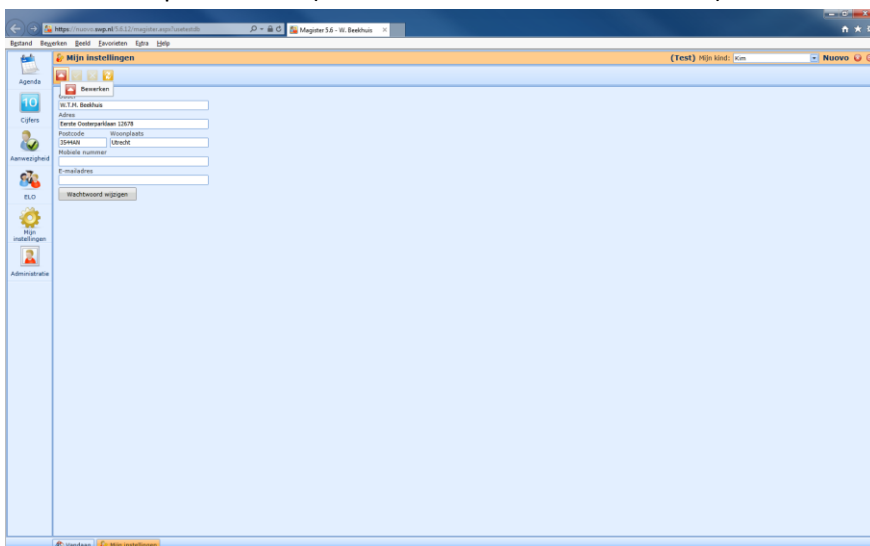 Magister 5.6 - W. Beekhuis
Bestand Bewerken Beeld Favorieten Extra Help
Mijn instellingen
(Test) Mijn kind: Kim Nuovo
Agenda
Bewerken
10
W.T.M. Beekhuis
Cijfers
Adres
Eerste Oosterparklaan 12678
Postcode Woonplaats
3544AN Utrecht
Mobiele nummer
Aanwezigheid
E-mailadres
Wachtwoord wijzigen
ELO
Mijn
instellingen
Administratie
Vandaag Mijn instellingen